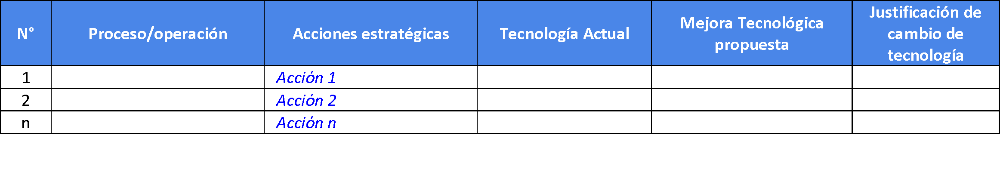 N°
Proceso/operación
Acciones estratégicas
Tecnología Actual
Mejora Tecnológica
propuesta
Justificación de
cambio de
tecnología
1
Acción 1
2
Acción 2
n
Acción n